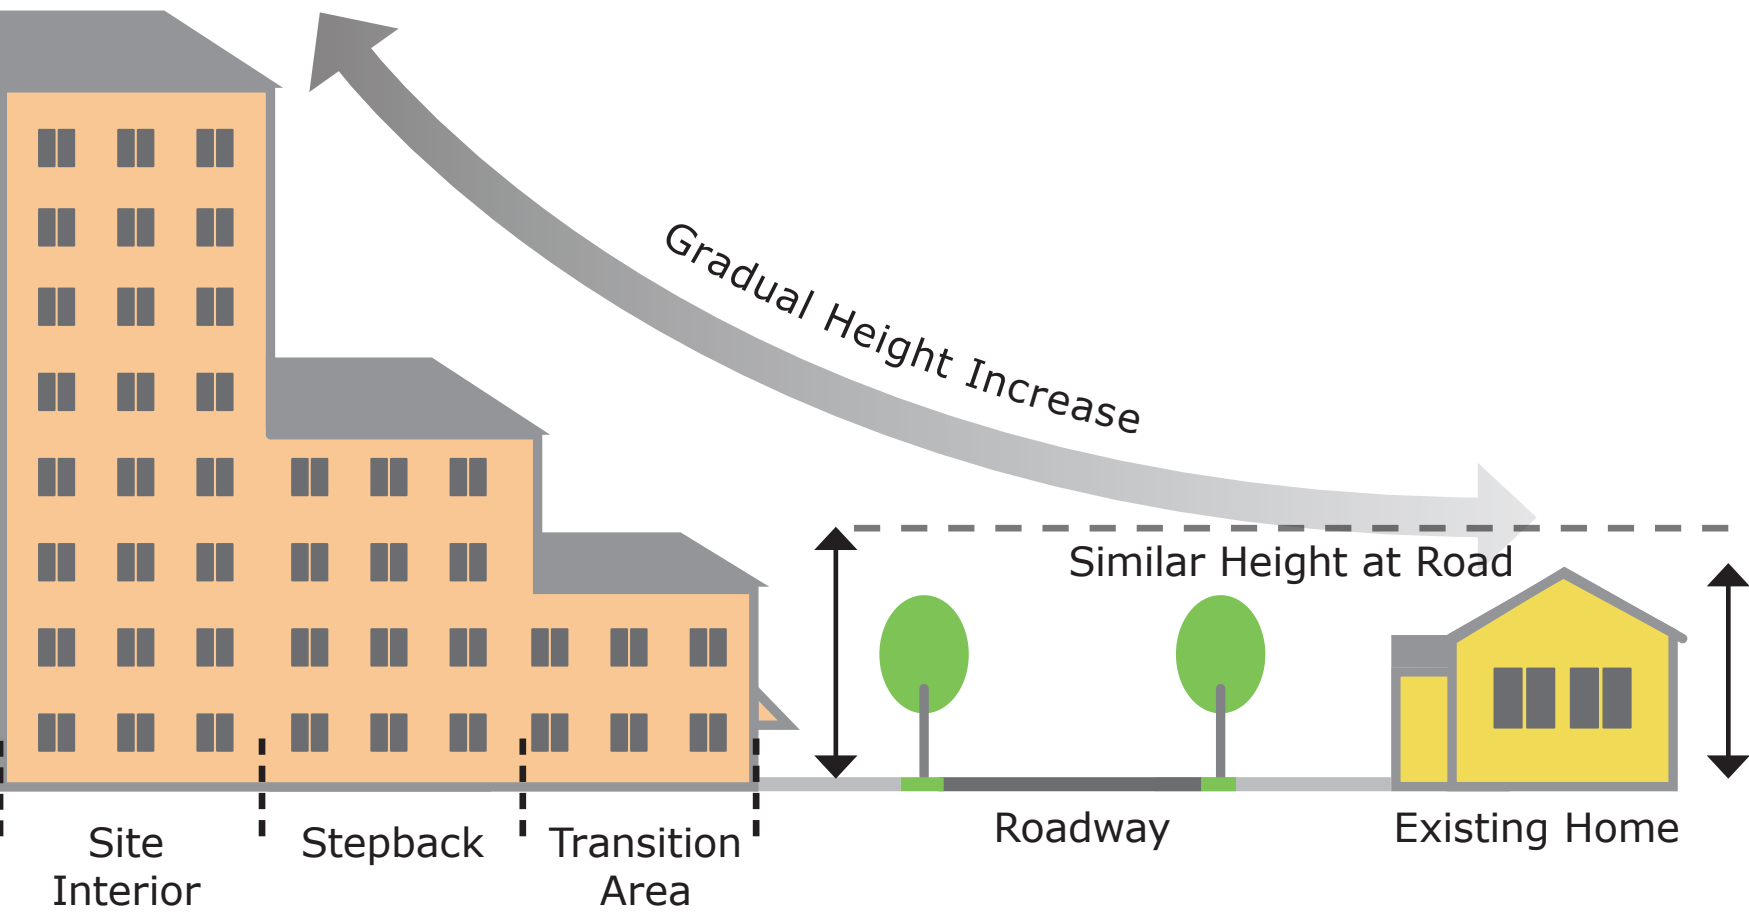 Gradual Height Increase
Similar Height at Road
Site
Interior
Stepback
Transition
Area
Roadway
Existing Home